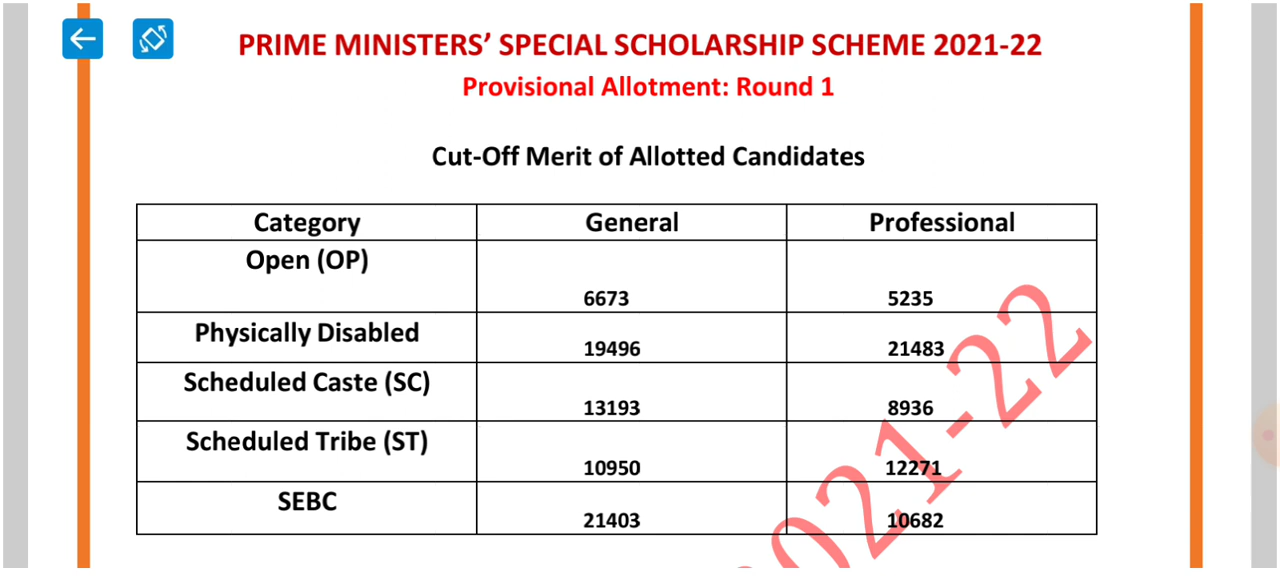 PRIME MINISTERS’ SPECIAL SCHOLARSHIP SCHEME 2021-22
Provisional Allotment: Round 1
Cut-Off Merit of Allotted Candidates
Category General Professional
Open (OP) 6673 5235
Physically Disabled 19496 21483
Scheduled Caste (SC) 13193 8936
Scheduled Tribe (ST) 10950 12271
SEBC 21403 10682
2021-22